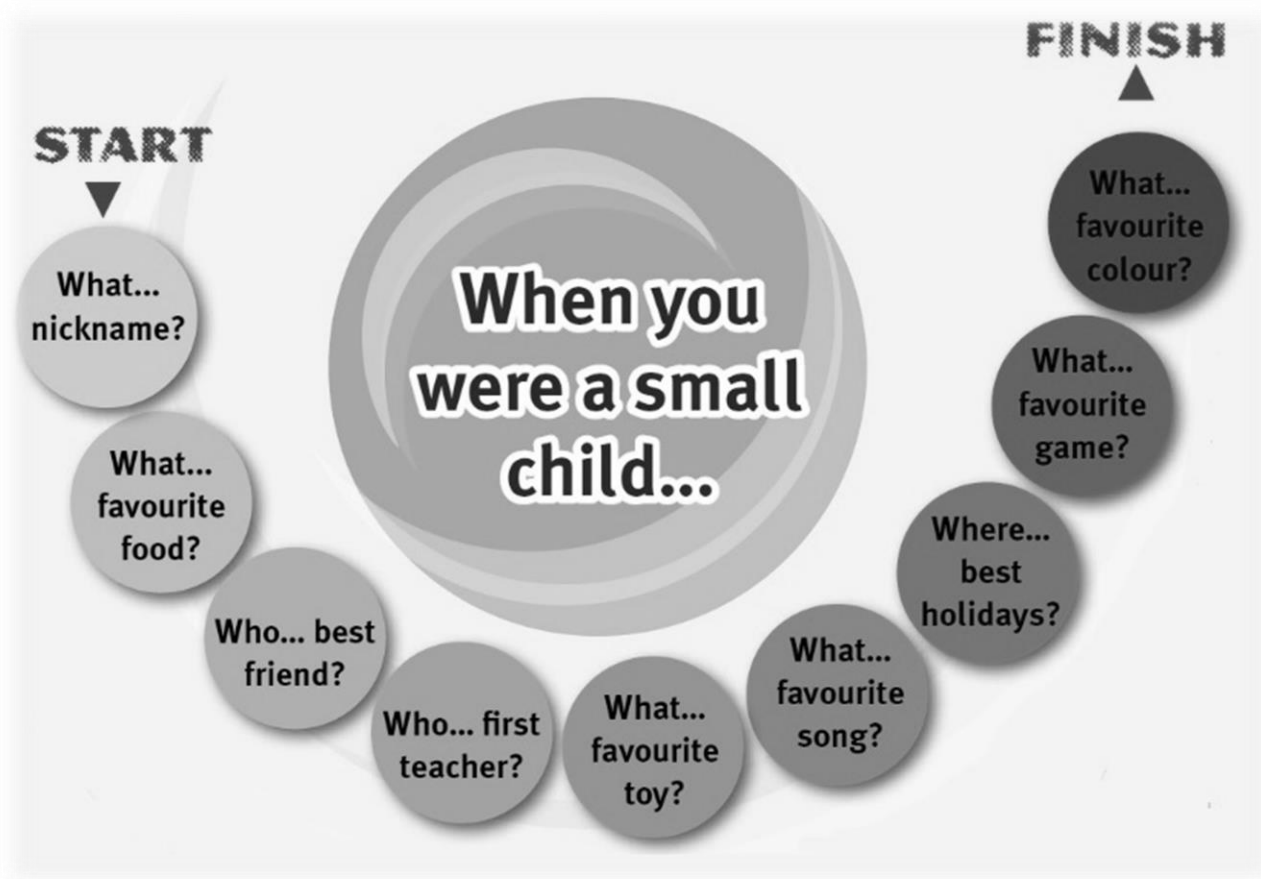 START
What...
nickname?
What...
favourite
food?
Who... best
friend?
Who... first
teacher?
What...
favourite
toy?
What...
favourite
song?
Where...
best
holidays?
What...
favourite
game?
What...
favourite
colour?
FINISH
When you
were a small
child...